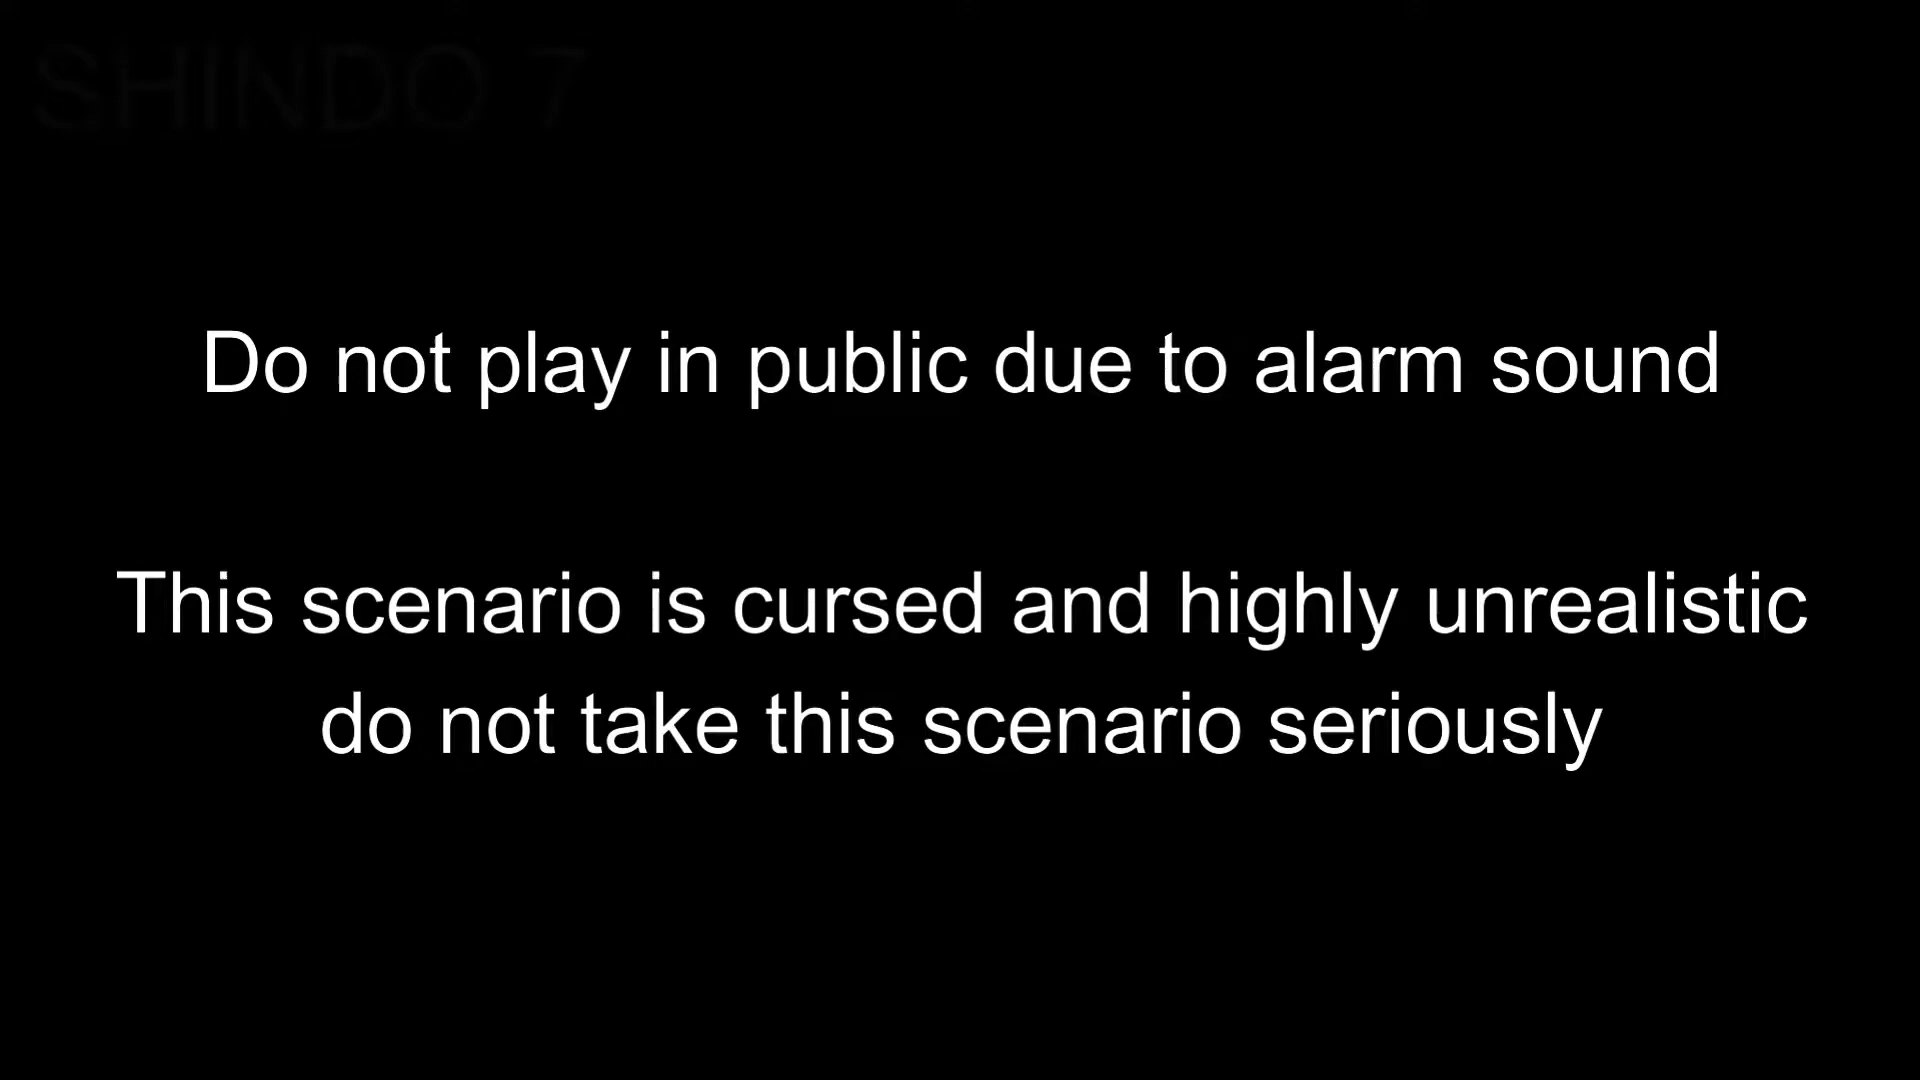 SHINDO 7
Do not play in public due to alarm sound
This scenario is cursed and highly unrealistic
do not take this scenario seriously